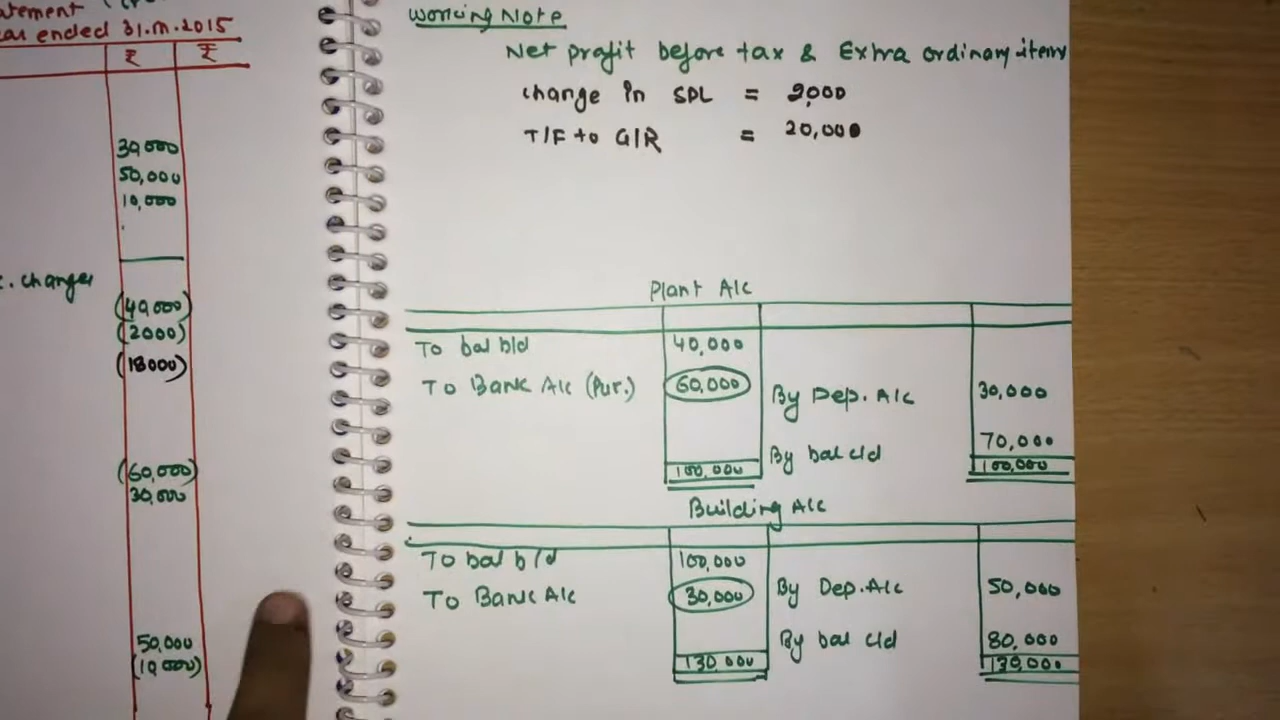 atement
ear ended 31.m.2015
₹ ₹
30,000
50,000
10,000
c. changes
(40,000)
(2000)
(18000)
(60,000)
30,000
50,000
(10,000)
Working Note
Net profit before tax & Extra ordinary item
change in SPL = 9,000
T/F to G/R = 20,000
Plant A/c
To bal b/d 40,000
To Bank A/c (Pur.) 60,000 By Dep. A/c 30,000
By bal c/d 70,000
100,000 100,000
Building A/c
To bal b/d 100,000
To Bank A/c 30,000 By Dep. A/c 50,000
By bal c/d 80,000
130,000 130,000